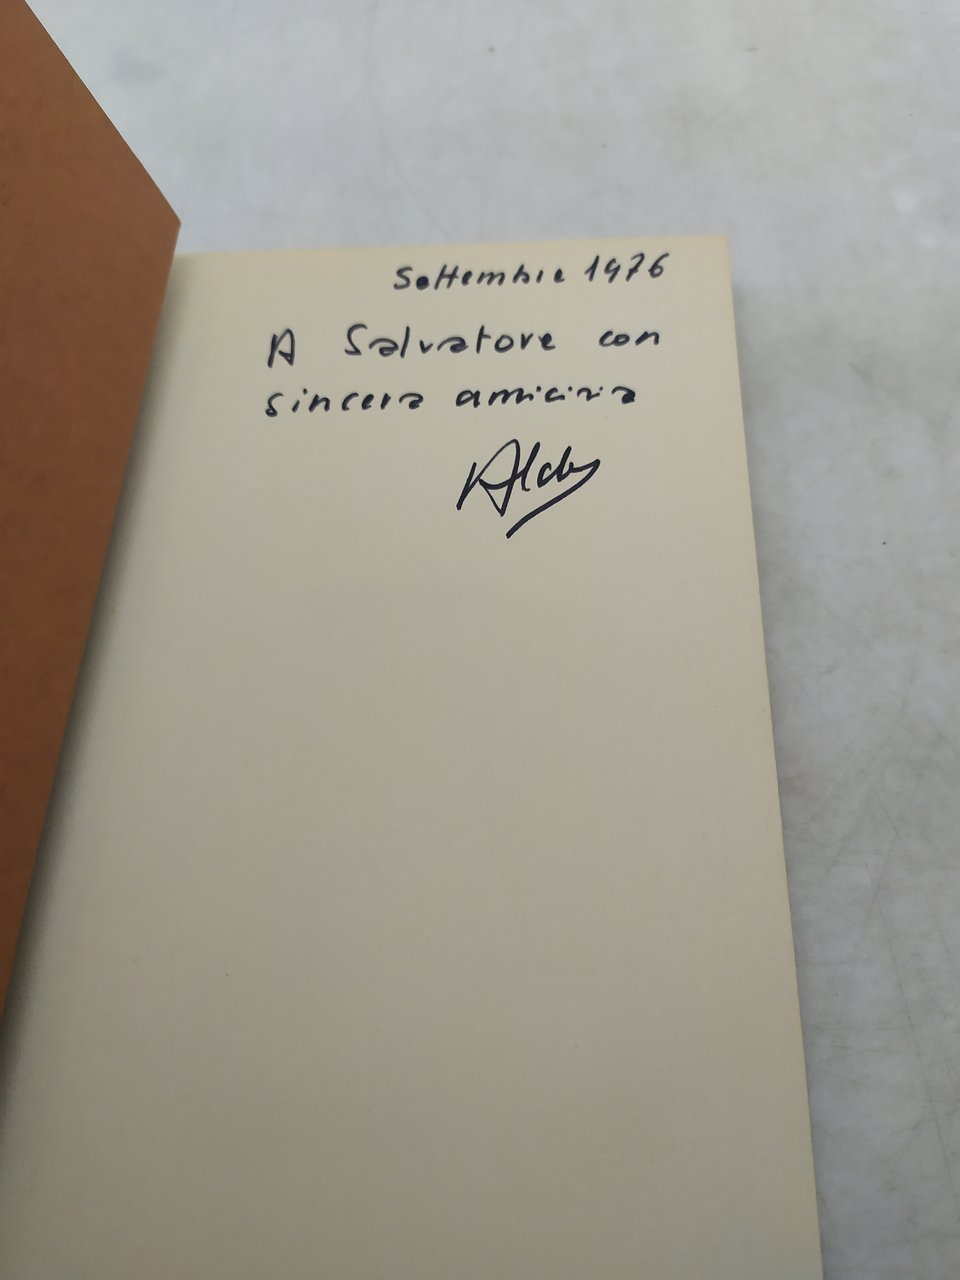 Settembre 1976
A Salvatore con
sincera amicizia
Aldo